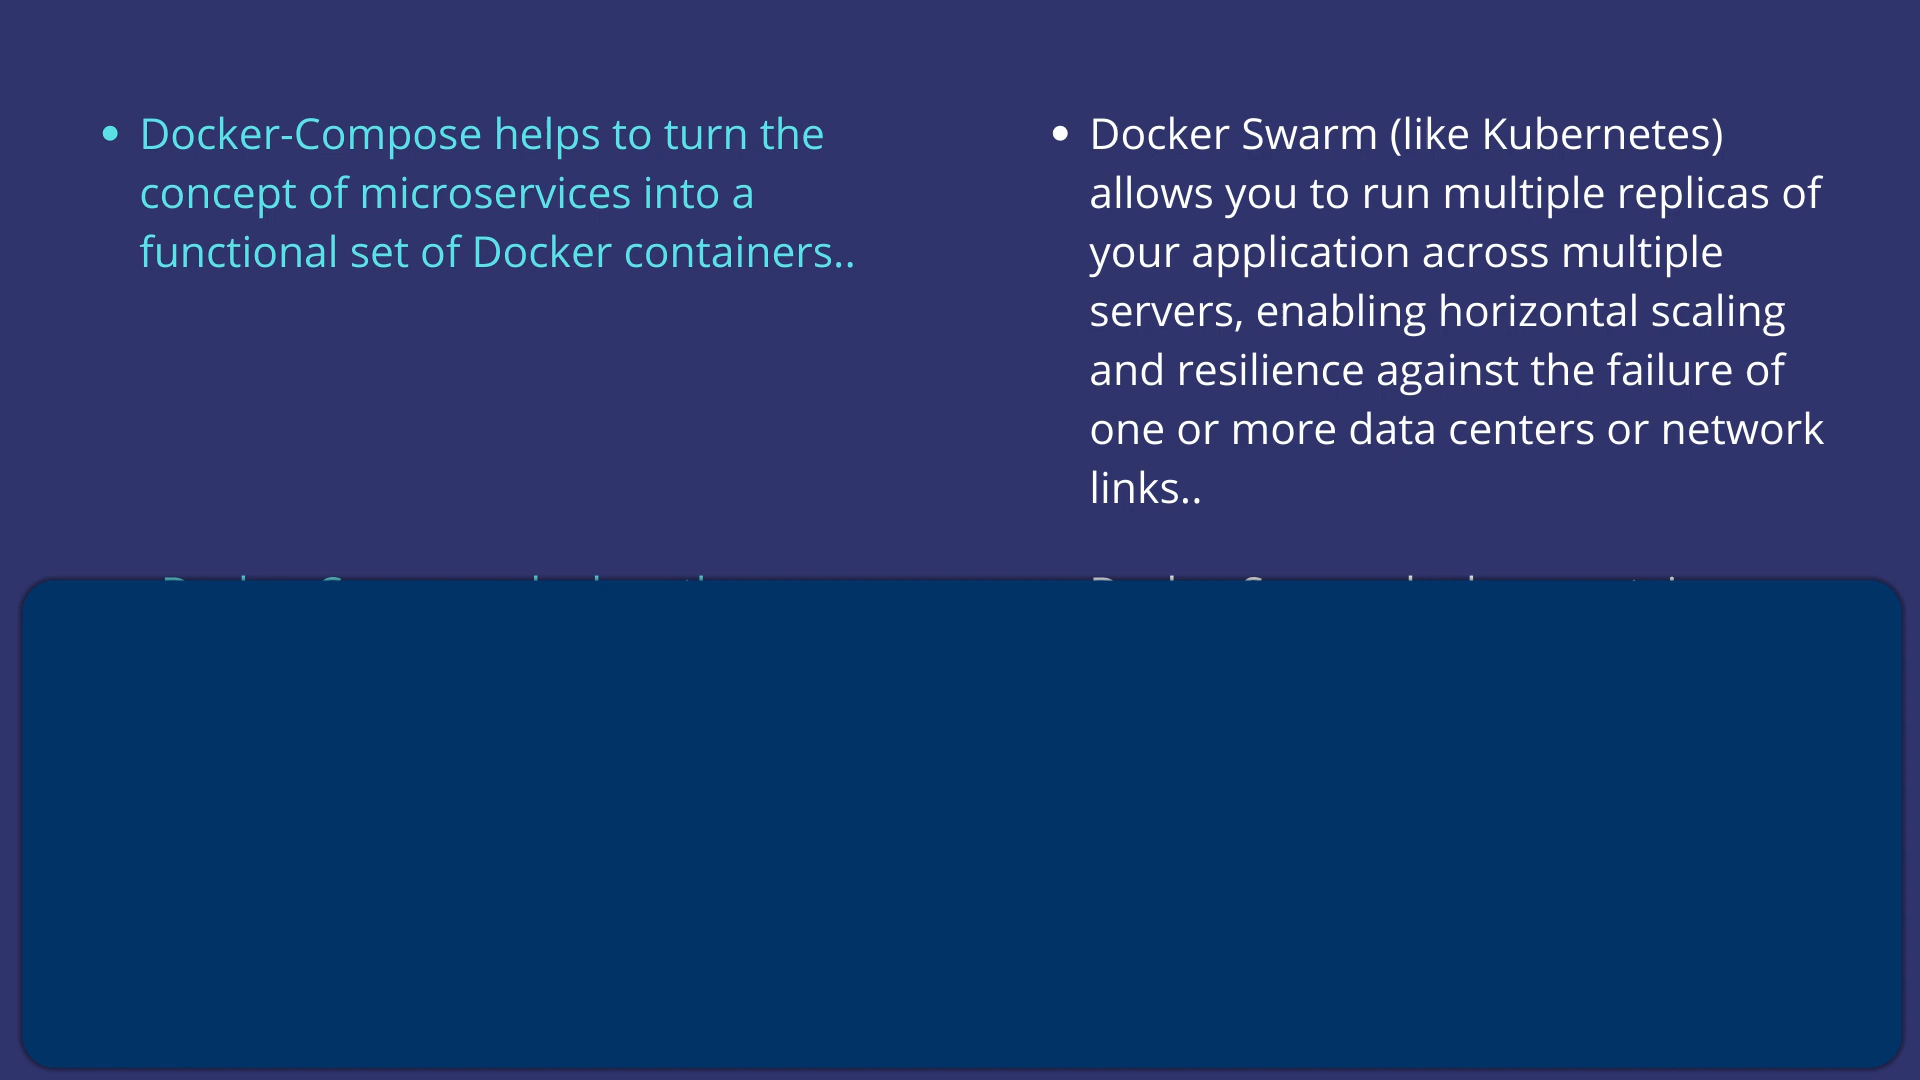 Docker-Compose helps to turn the
concept of microservices into a
functional set of Docker containers..
Docker Swarm (like Kubernetes)
allows you to run multiple replicas of
your application across multiple
servers, enabling horizontal scaling
and resilience against the failure of
one or more data centers or network
links..